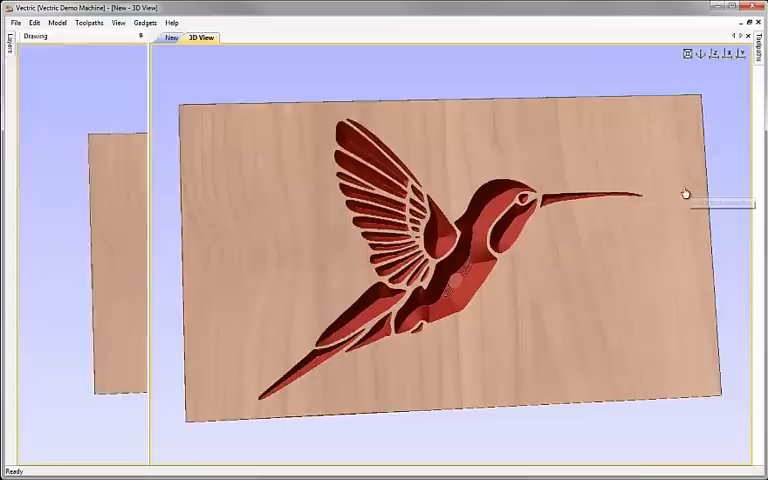 Vectric {Vectric Demo Machine} - [New - 3D View]
File Edit Model Toolpaths View Gadgets Help
Layers
Drawing
New
3D View
Toolpaths
Ready